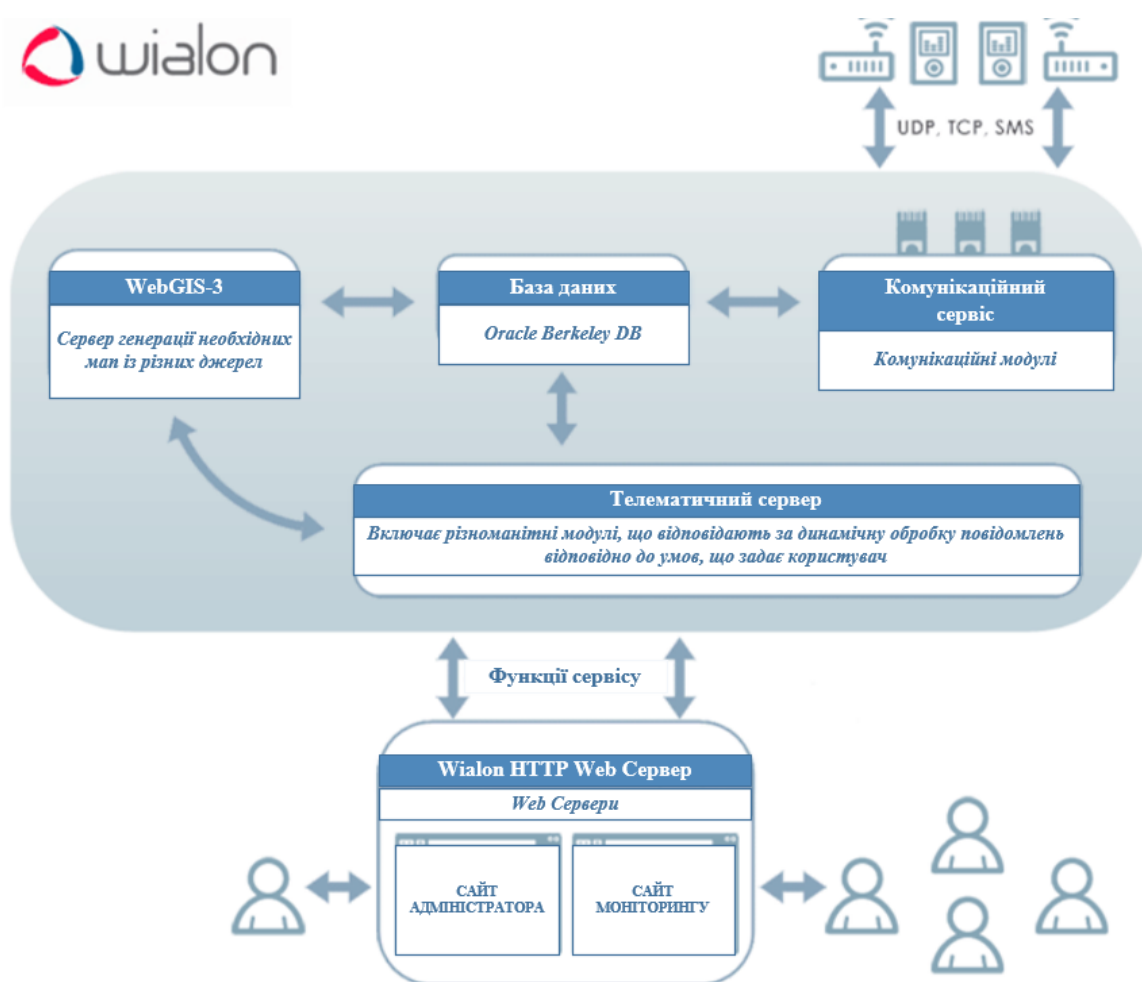 wialon
UDP, TCP, SMS
WebGIS-3
Сервер генерації необхідних
мап із різних джерел
База даних
Oracle Berkeley DB
Комунікаційний
сервіс
Комунікаційні модулі
Телематичний сервер
Включає різноманітні модулі, що відповідають за динамічну обробку повідомлень
відповідно до умов, що задає користувач
Функції сервісу
Wialon HTTP Web Сервер
Web Сервери
САЙТ
АДМІНІСТРАТОРА
САЙТ
МОНІТОРИНГУ